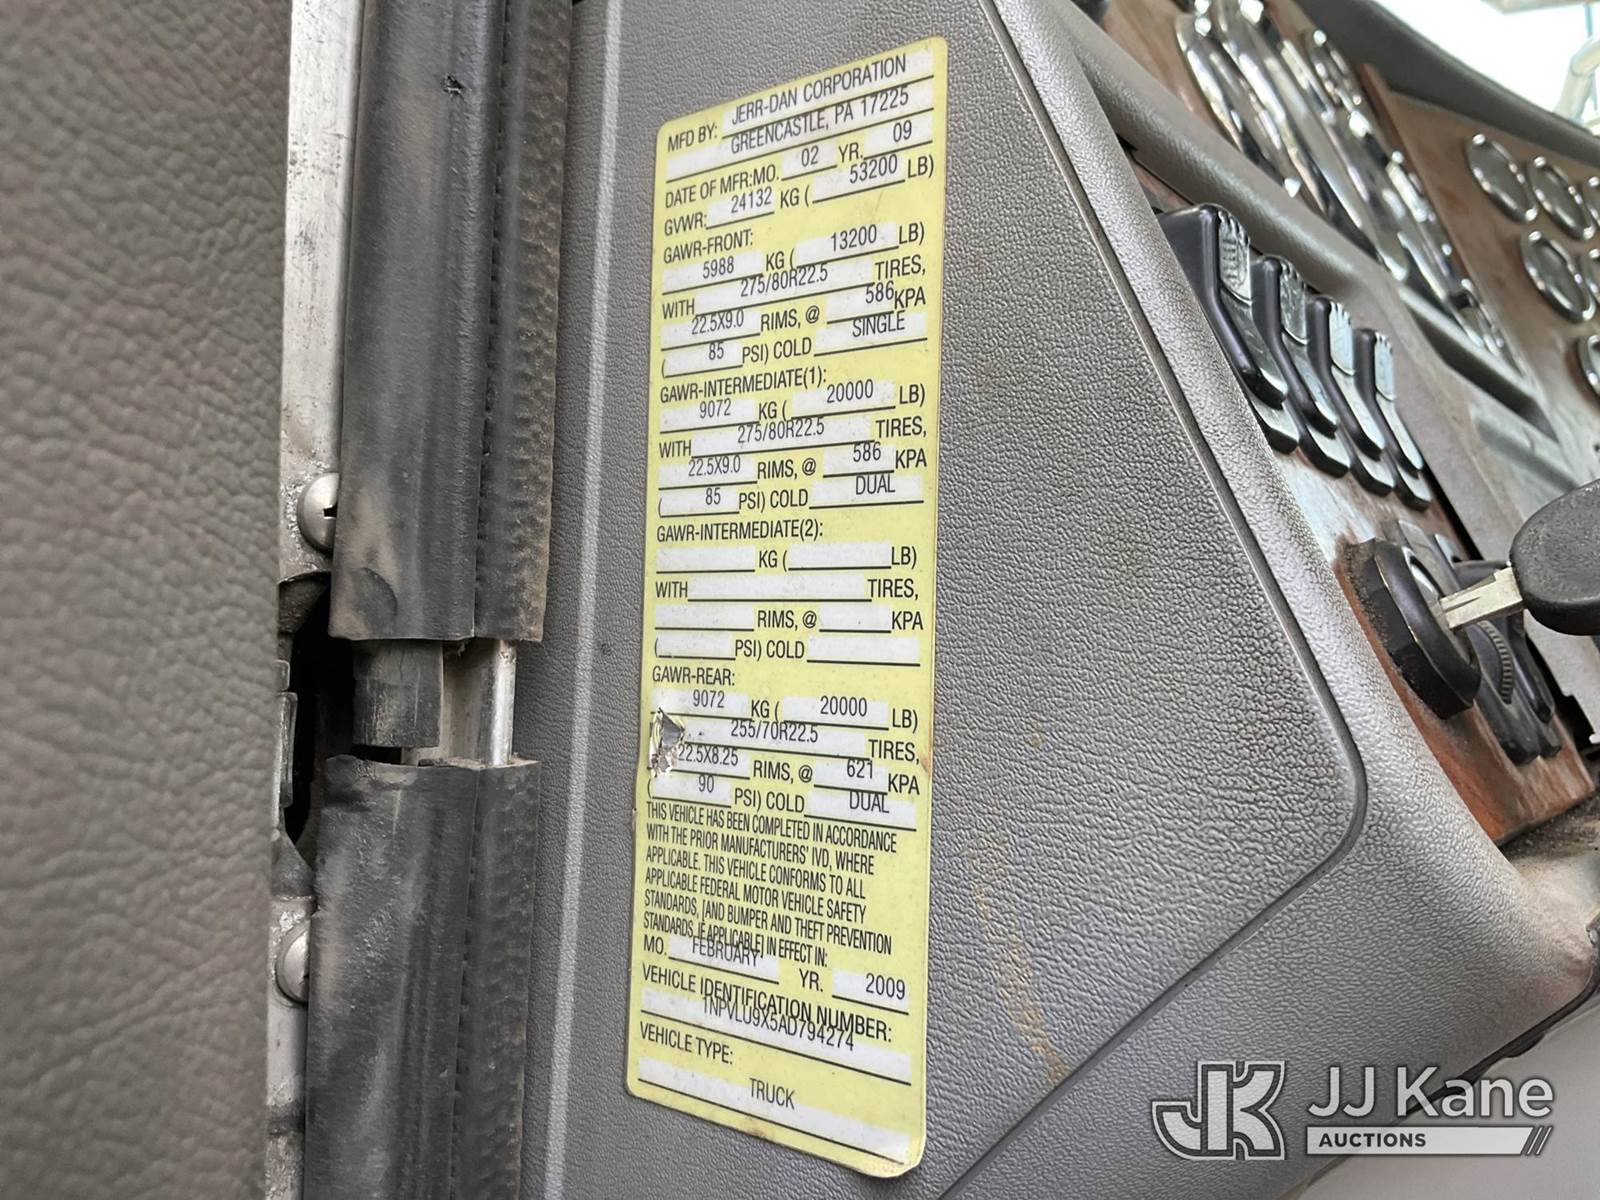 MFD BY: JERR-DAN CORPORATION
GREENCASTLE, PA 17225
DATE OF MFR:MO. 02 YR. 09
GVWR: 24132 KG ( 53200 LB)
GAWR-FRONT:
5988 KG ( 13200 LB)
WITH 275/80R22.5 TIRES,
22.5X9.0 RIMS, @ 586 KPA
( 85 PSI) COLD SINGLE
GAWR-INTERMEDIATE(1):
9072 KG ( 20000 LB)
WITH 275/80R22.5 TIRES,
22.5X9.0 RIMS, @ 586 KPA
( 85 PSI) COLD DUAL
GAWR-INTERMEDIATE(2):
KG ( LB)
WITH TIRES,
RIMS, @ KPA
( PSI) COLD
GAWR-REAR:
9072 KG ( 20000 LB)
255/70R22.5 TIRES,
22.5X8.25 RIMS, @ 621 KPA
( 90 PSI) COLD DUAL
THIS VEHICLE HAS BEEN COMPLETED IN ACCORDANCE
WITH THE PRIOR MANUFACTURERS' IVD, WHERE
APPLICABLE. THIS VEHICLE CONFORMS TO ALL
APPLICABLE FEDERAL MOTOR VEHICLE SAFETY
STANDARDS, [AND BUMPER AND THEFT PREVENTION
STANDARDS, IF APPLICABLE] IN EFFECT IN:
MO. FEBRUARY YR. 2009
VEHICLE IDENTIFICATION NUMBER:
1NPVLU9X5AD794274
VEHICLE TYPE:
TRUCK
JK JJ Kane
AUCTIONS